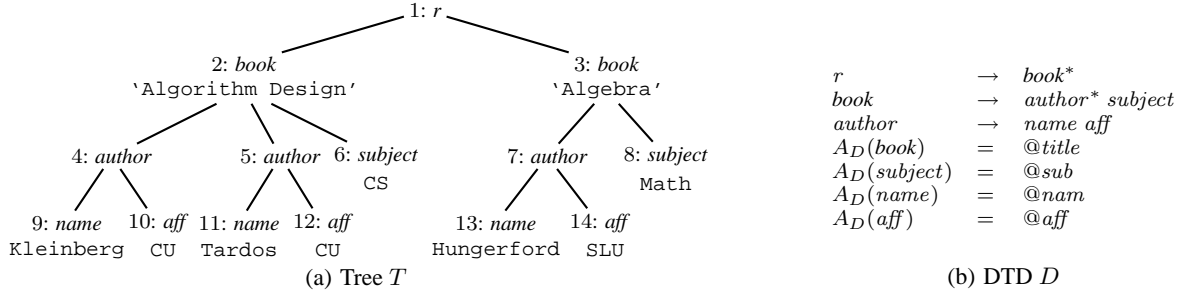 1: r
2: book 3: book
‘Algorithm Design’ ‘Algebra’
4: author 5: author 6: subject 7: author 8: subject
CS Math
9: name 10: aff 11: name 12: aff 13: name 14: aff
Kleinberg CU Tardos CU Hungerford SLU
(a) Tree T
r → book*
book → author* subject
author → name aff
A_D(book) = @title
A_D(subject) = @sub
A_D(name) = @nam
A_D(aff) = @aff
(b) DTD D